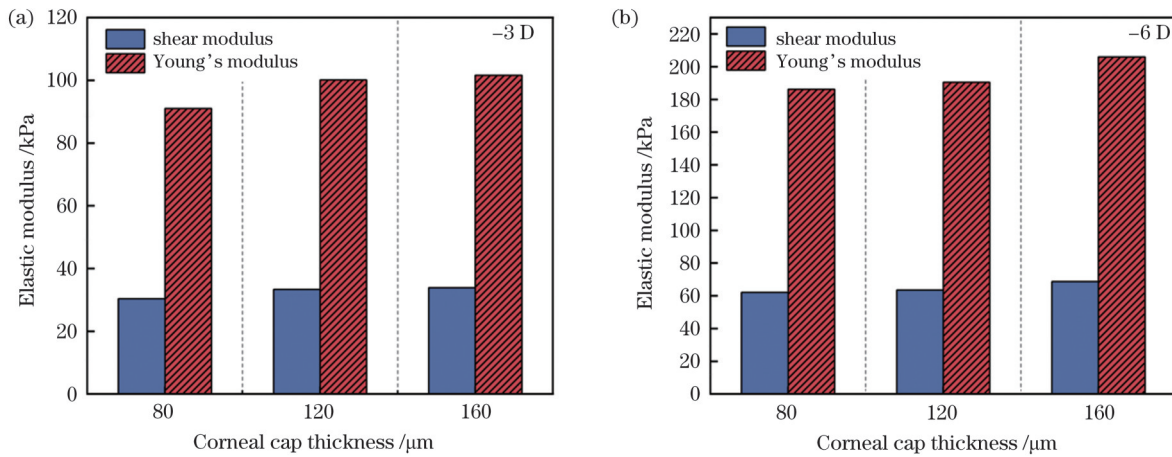 (a)
–3 D
shear modulus
Young's modulus
Elastic modulus /kPa
120
100
80
60
40
20
0
80
120
160
Corneal cap thickness /μm
(b)
–6 D
shear modulus
Young's modulus
Elastic modulus /kPa
220
200
180
160
140
120
100
80
60
40
20
0
80
120
160
Corneal cap thickness /μm